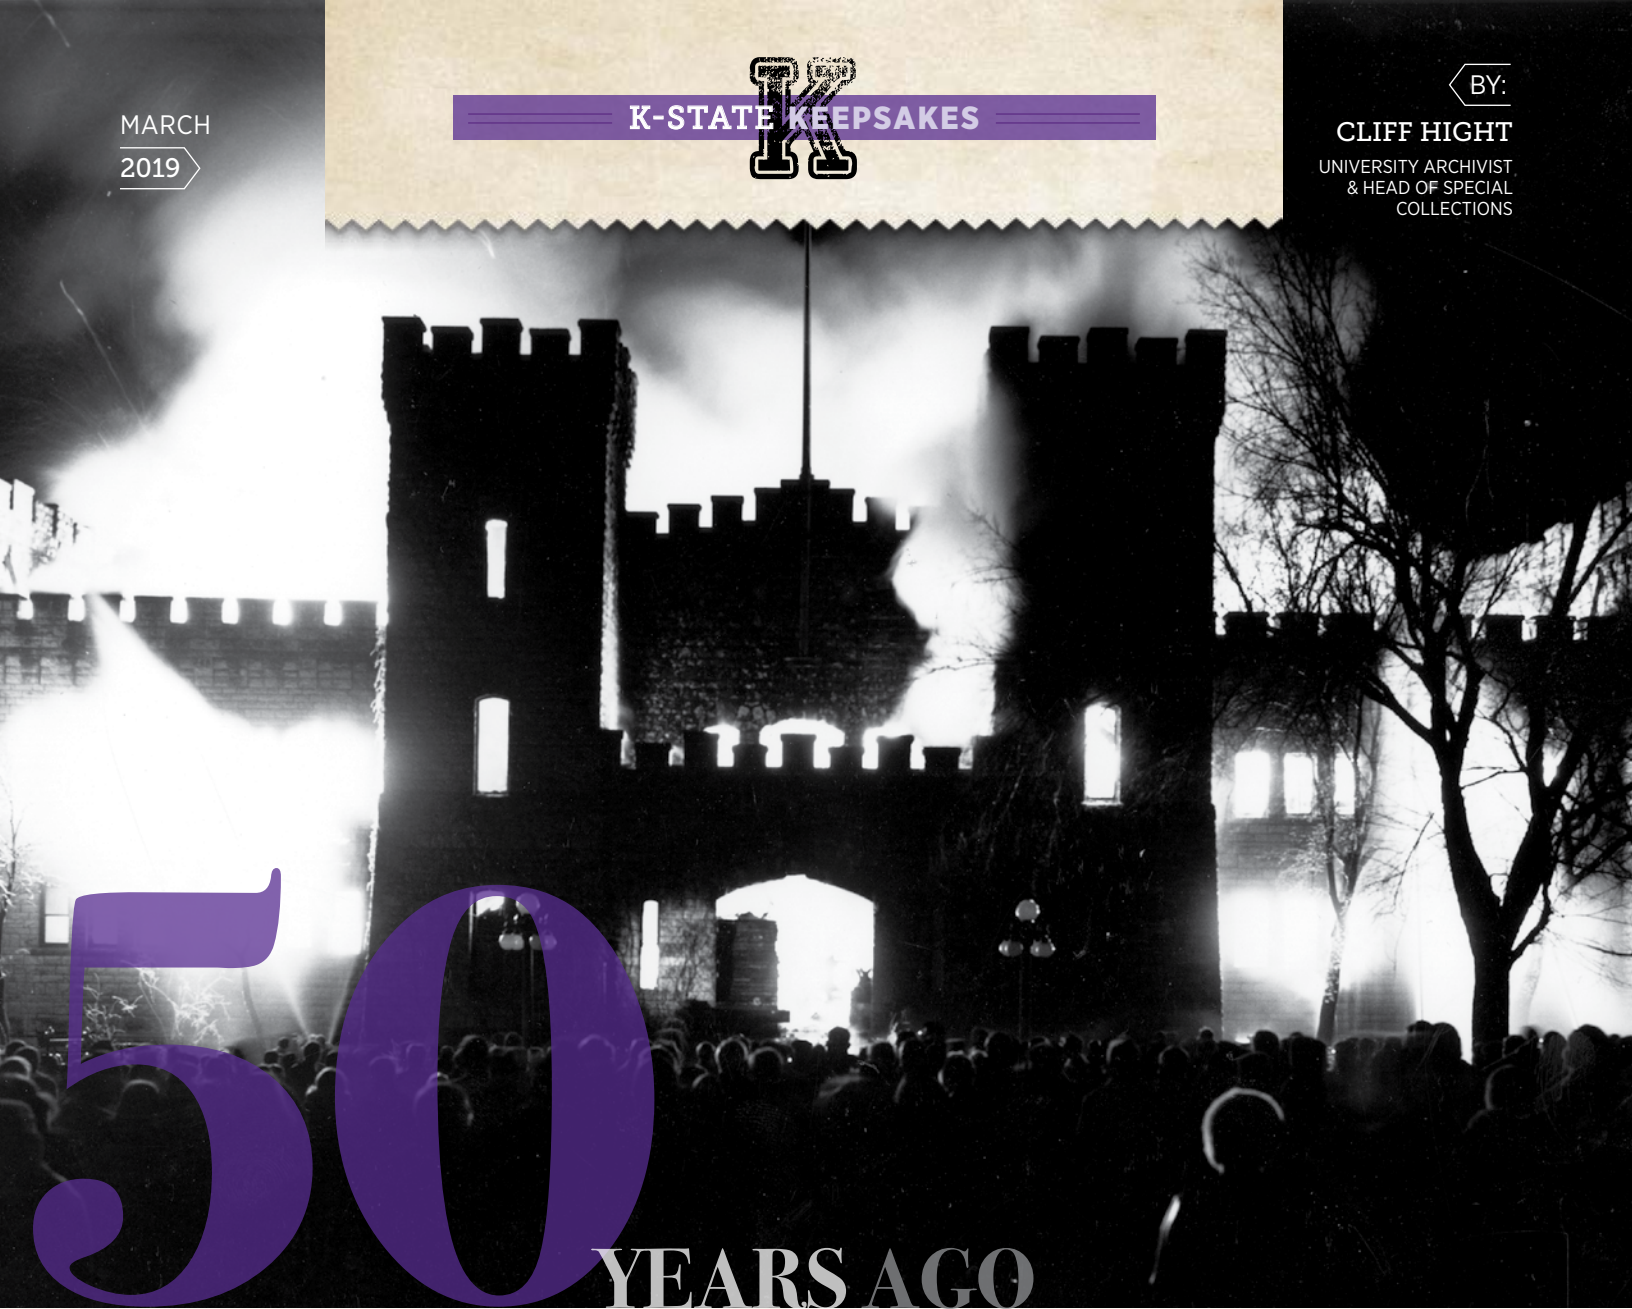 MARCH
2019
K
K-STATE KEEPSAKES
BY:
CLIFF HIGHT
UNIVERSITY ARCHIVIST
& HEAD OF SPECIAL
COLLECTIONS
50
YEARS AGO